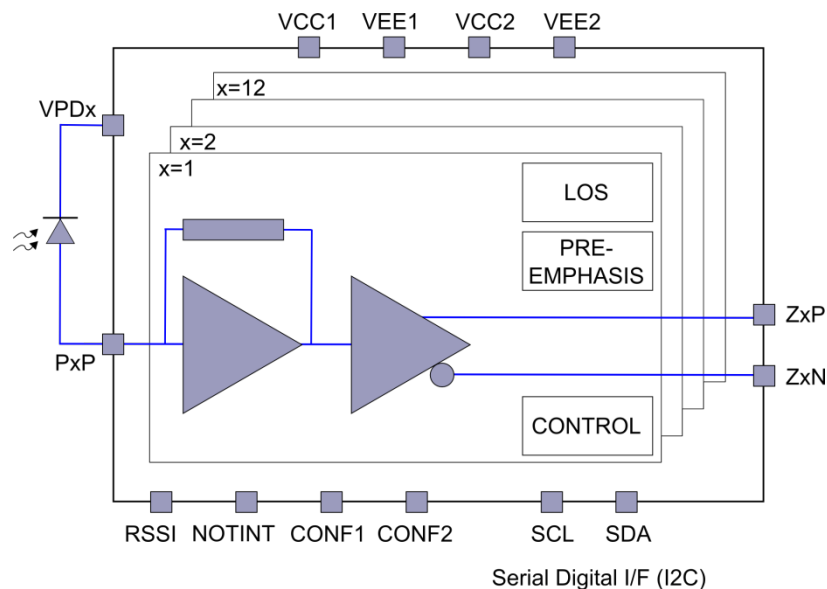 VCC1 VEE1 VCC2 VEE2
x=12
VPDx
x=2
x=1
LOS
PRE-
EMPHASIS
ZxP
PxP
ZxN
CONTROL
RSSI NOTINT CONF1 CONF2 SCL SDA
Serial Digital I/F (I2C)